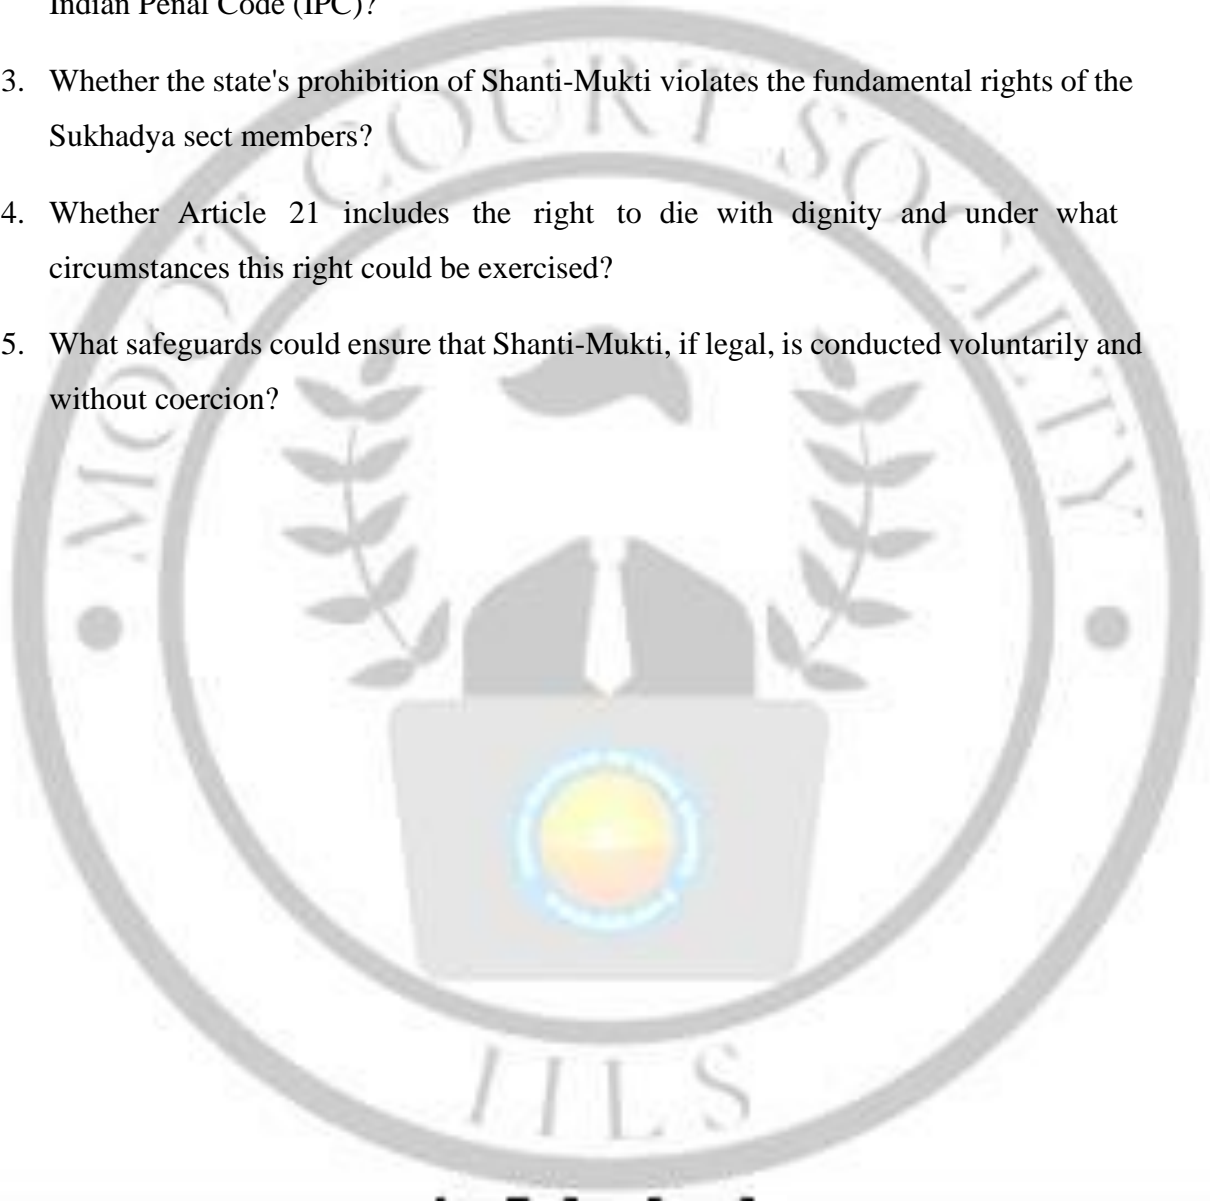 Indian Penal Code (IPC)?
3. Whether the state's prohibition of Shanti-Mukti violates the fundamental rights of the
Sukhadya sect members?
4. Whether Article 21 includes the right to die with dignity and under what
circumstances this right could be exercised?
5. What safeguards could ensure that Shanti-Mukti, if legal, is conducted voluntarily and
without coercion?
MOOT COURT SOCIETY
IILS